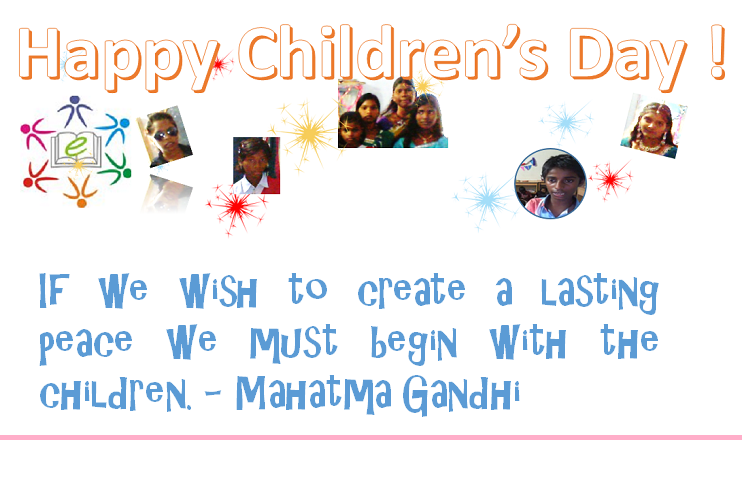 Happy Children's Day !
e
If we wish to create a lasting
peace we must begin with the
children. - Mahatma Gandhi